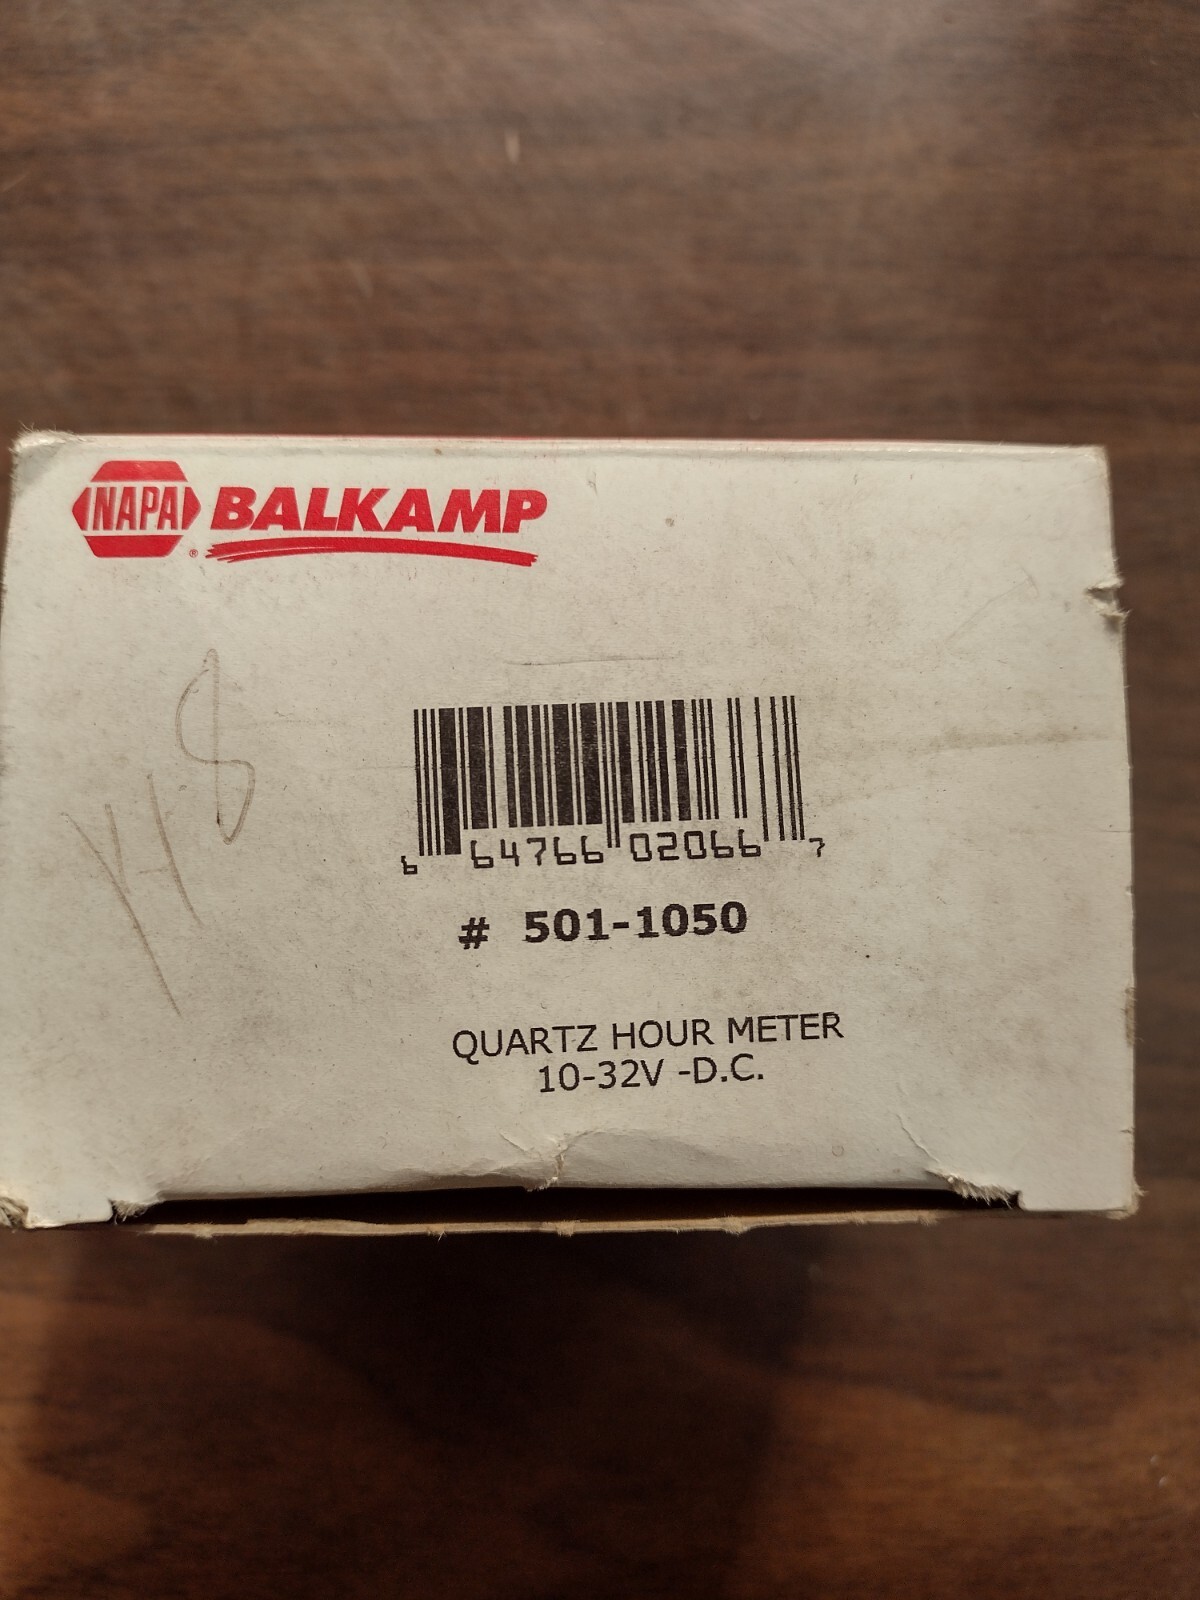 NAPA® BALKAMP
6 64766 02066 7
# 501-1050
QUARTZ HOUR METER
10-32V -D.C.